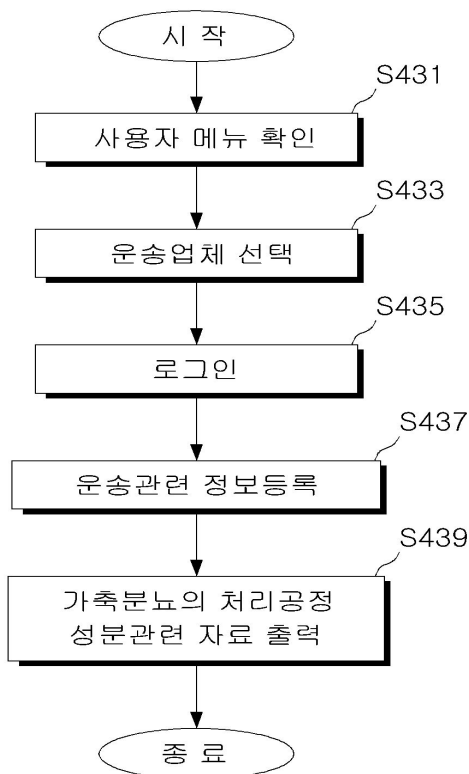 시 작
S431
사용자 메뉴 확인
S433
운송업체 선택
S435
로그인
S437
운송관련 정보등록
S439
가축분뇨의 처리공정
성분관련 자료 출력
종 료